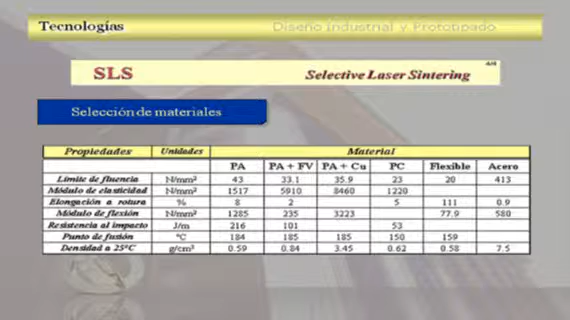 Tecnologías Diseño Industrial y Prototipado
4/8
SLS Selective Laser Sintering
Selección de materiales
Propiedades Unidades Material
PA PA + FV PA + Cu PC Flexible Acero
Límite de fluencia N/mm² 43 33.1 35.9 23 20 413
Módulo de elasticidad N/mm² 1517 5910 8460 1220
Elongación a rotura % 8 2 5 111 0.9
Módulo de flexión N/mm² 1285 235 3223 77.9 580
Resistencia al impacto J/m 216 101 53
Punto de fusión °C 184 185 185 150 159
Densidad a 25°C g/cm³ 0.59 0.84 3.45 0.62 0.58 7.5